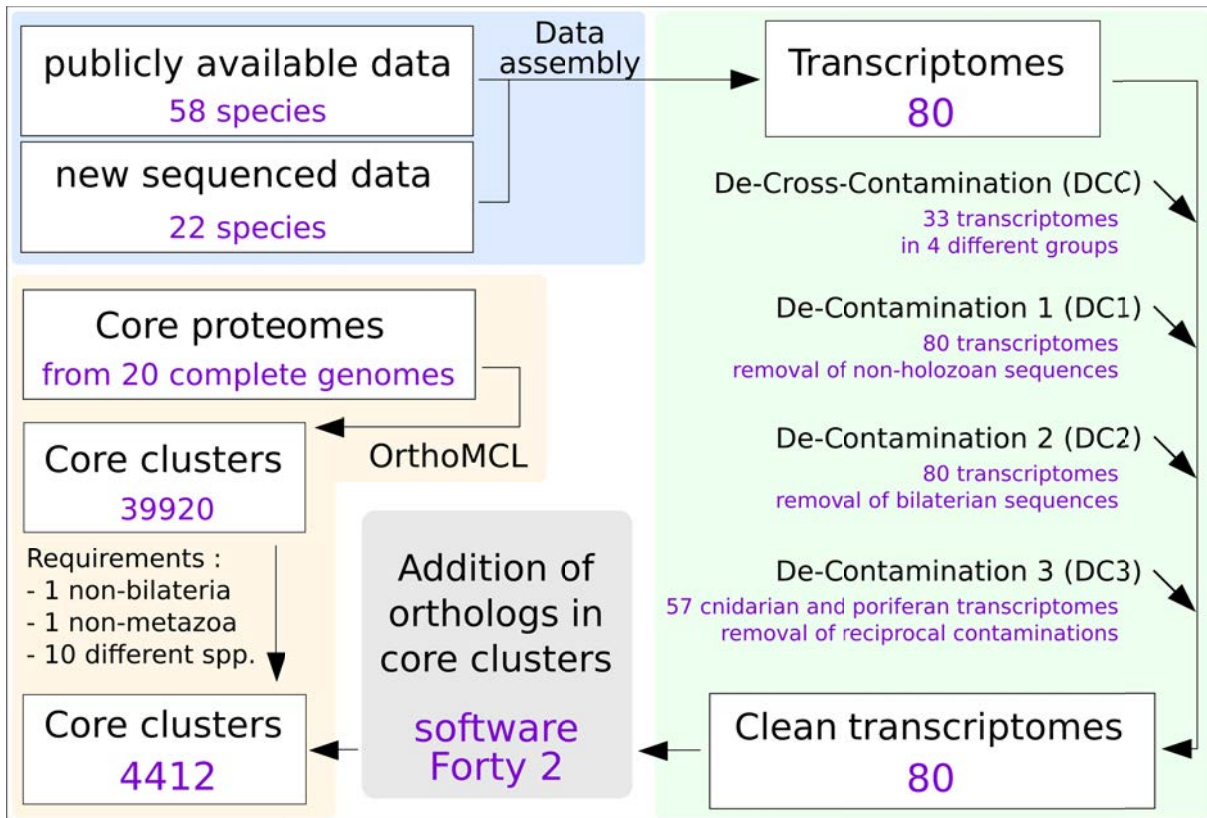 publicly available data
58 species
new sequenced data
22 species
Data
assembly
Transcriptomes
80
De-Cross-Contamination (DCC)
33 transcriptomes
in 4 different groups
De-Contamination 1 (DC1)
80 transcriptomes
removal of non-holozoan sequences
De-Contamination 2 (DC2)
80 transcriptomes
removal of bilaterian sequences
De-Contamination 3 (DC3)
57 cnidarian and poriferan transcriptomes
removal of reciprocal contaminations
Clean transcriptomes
80
Core proteomes
from 20 complete genomes
OrthoMCL
Core clusters
39920
Requirements :
- 1 non-bilateria
- 1 non-metazoa
- 10 different spp.
Core clusters
4412
Addition of
orthologs in
core clusters
software
Forty 2